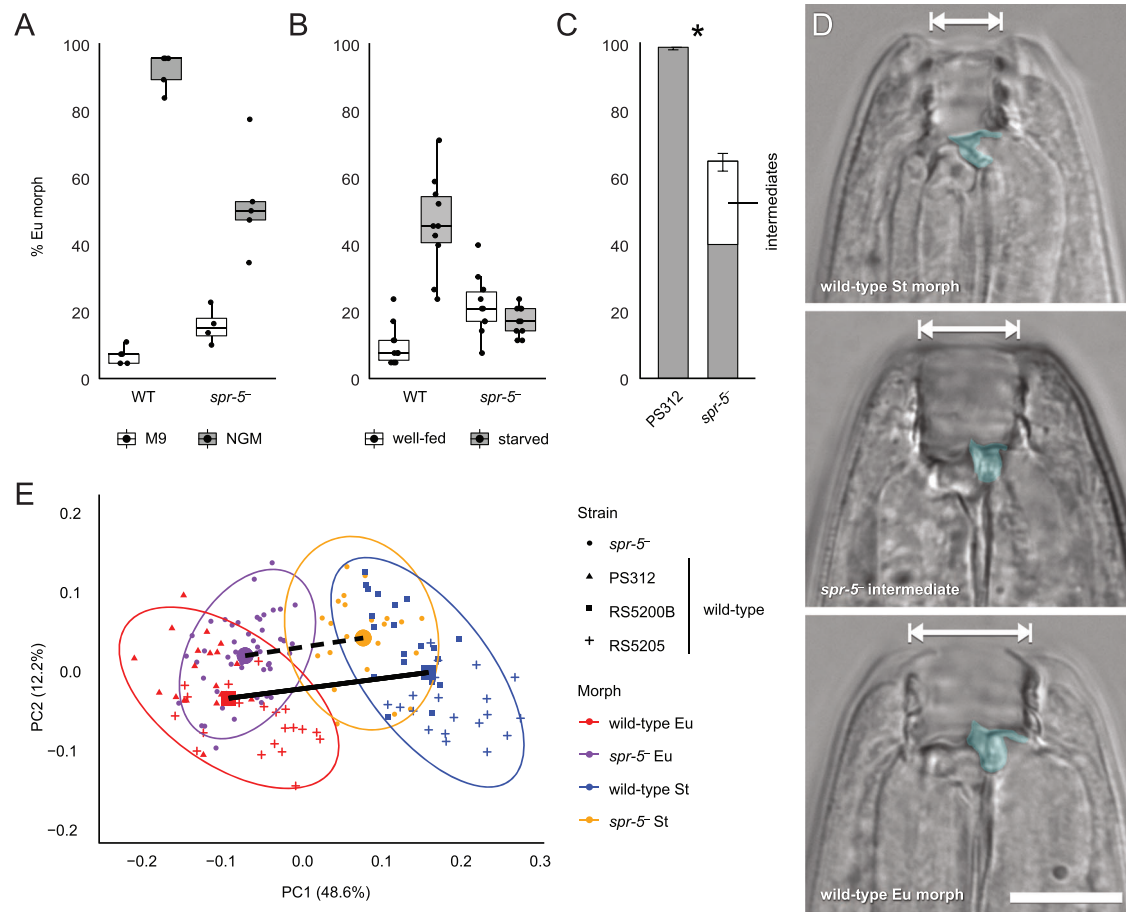 A
% Eu morph
100
80
60
40
20
0
WT
spr-5⁻
M9
NGM
B
100
80
60
40
20
0
WT
spr-5⁻
well-fed
starved
C
100
80
60
40
20
0
*
intermediates
PS312
spr-5⁻
D
wild-type St morph
spr-5⁻ intermediate
wild-type Eu morph
E
PC2 (12.2%)
0.2
0.1
0.0
−0.1
−0.2
−0.2
−0.1
0.0
0.1
0.2
0.3
PC1 (48.6%)
Strain
spr-5⁻
PS312
RS5200B
RS5205
wild-type
Morph
wild-type Eu
spr-5⁻ Eu
wild-type St
spr-5⁻ St